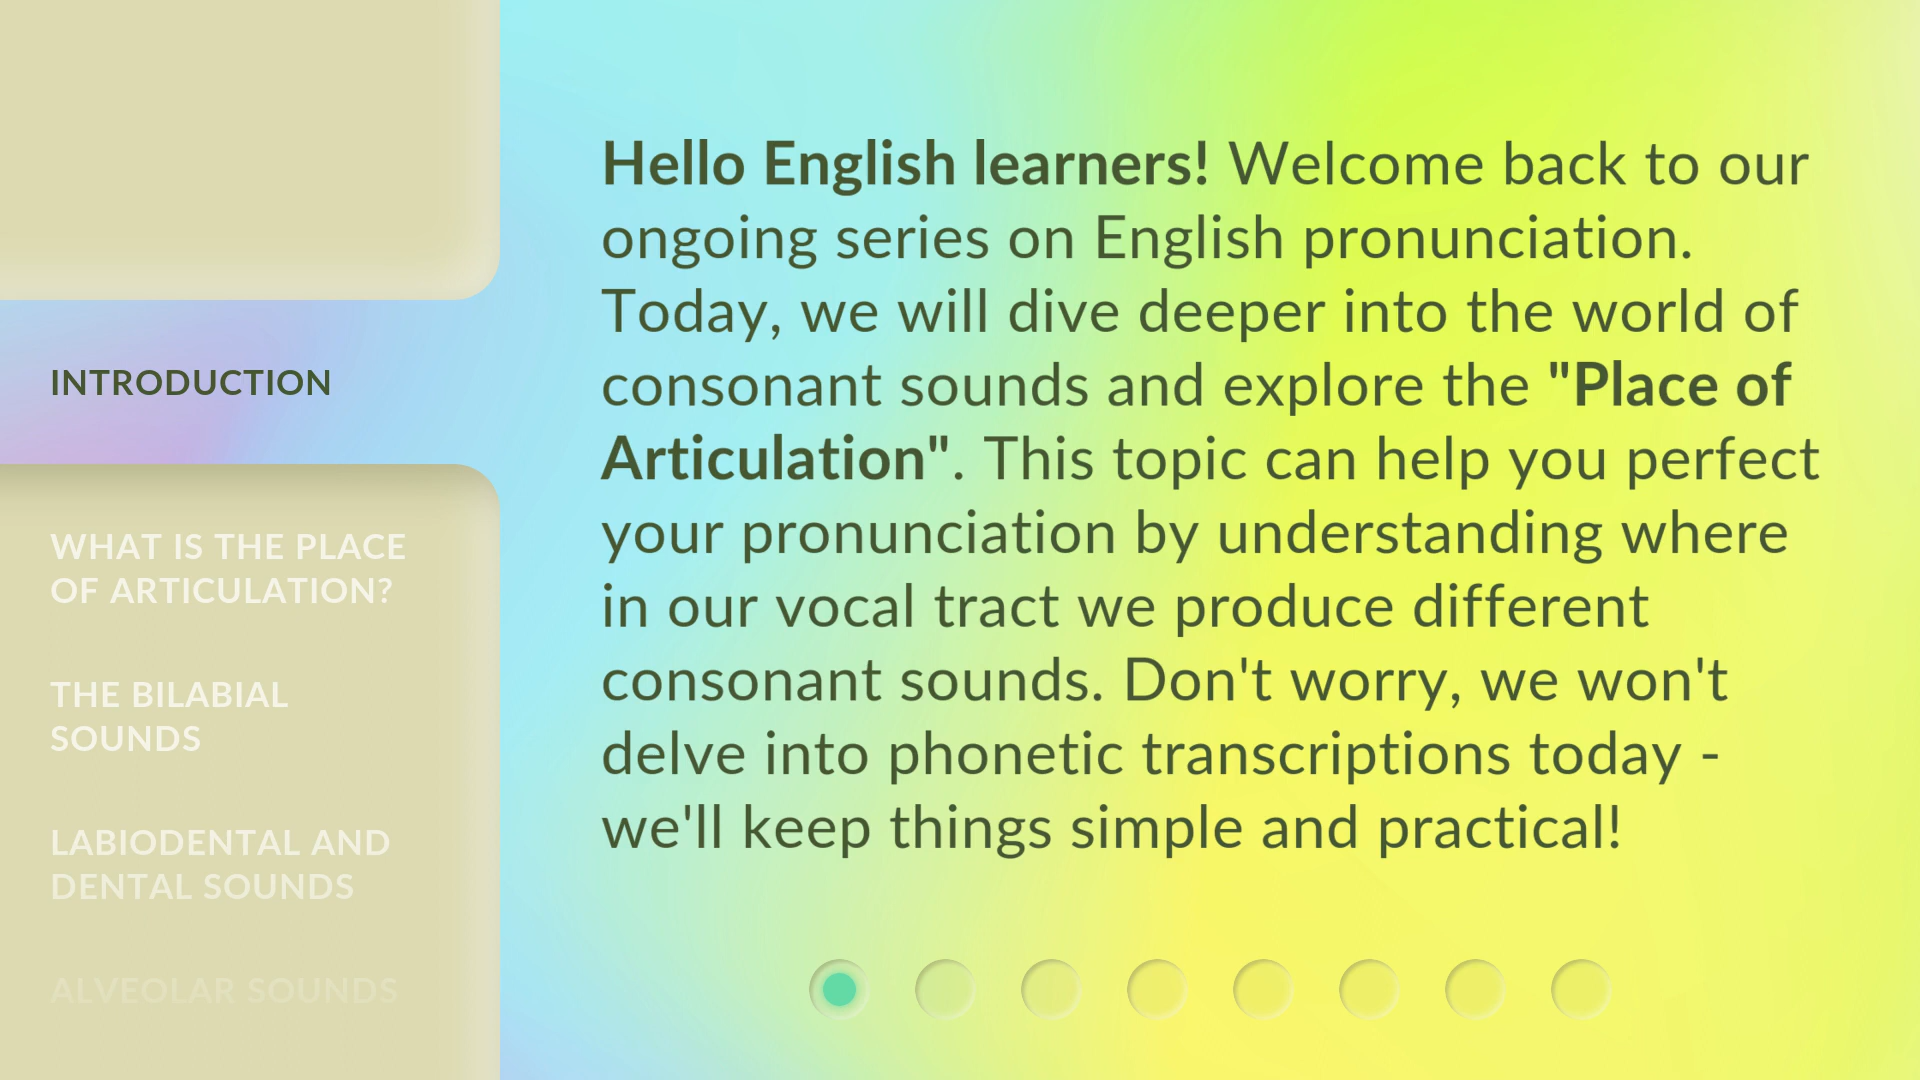 INTRODUCTION
WHAT IS THE PLACE
OF ARTICULATION?
THE BILABIAL
SOUNDS
LABIODENTAL AND
DENTAL SOUNDS
ALVEOLAR SOUNDS
Hello English learners! Welcome back to our
ongoing series on English pronunciation.
Today, we will dive deeper into the world of
consonant sounds and explore the "Place of
Articulation". This topic can help you perfect
your pronunciation by understanding where
in our vocal tract we produce different
consonant sounds. Don't worry, we won't
delve into phonetic transcriptions today -
we'll keep things simple and practical!